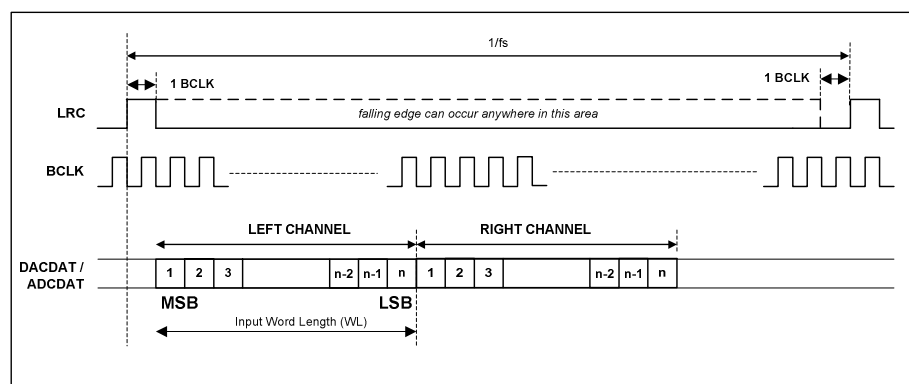 1/fs
1 BCLK
1 BCLK
LRC
falling edge can occur anywhere in this area
BCLK
LEFT CHANNEL
RIGHT CHANNEL
DACDAT /
ADCDAT
1 2 3 n-2 n-1 n 1 2 3 n-2 n-1 n
MSB
LSB
Input Word Length (WL)